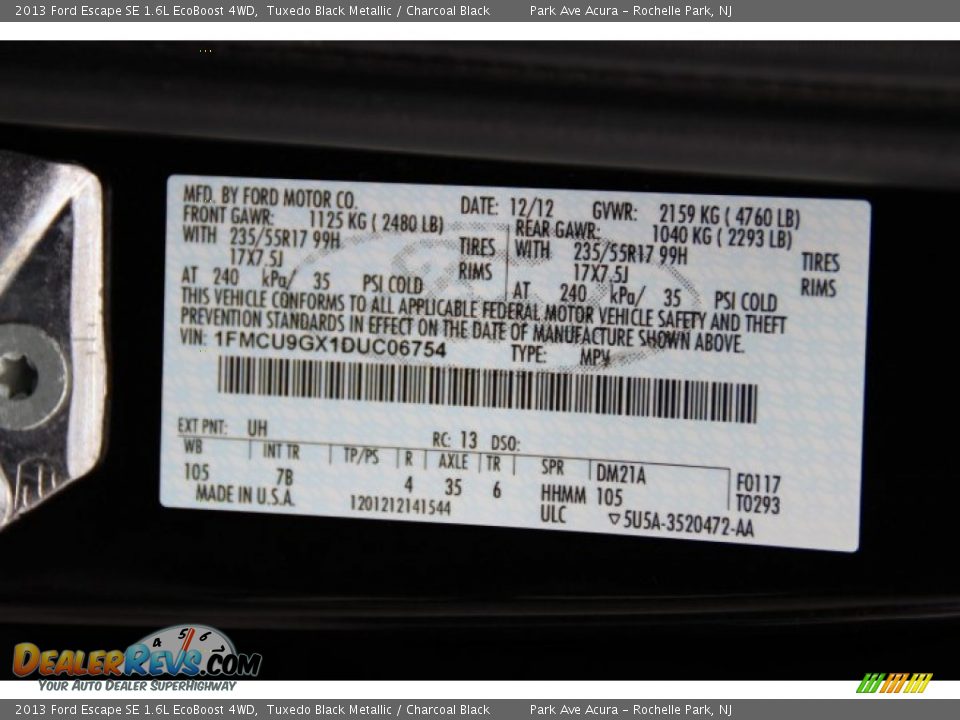 2013 Ford Escape SE 1.6L EcoBoost 4WD, Tuxedo Black Metallic / Charcoal Black Park Ave Acura - Rochelle Park, NJ
MFD. BY FORD MOTOR CO. DATE: 12/12 GVWR: 2159 KG ( 4760 LB)
FRONT GAWR: 1125 KG ( 2480 LB) REAR GAWR: 1040 KG ( 2293 LB)
WITH 235/55R17 99H TIRES WITH 235/55R17 99H TIRES
17X7.5J RIMS 17X7.5J RIMS
AT 240 kPa/ 35 PSI COLD AT 240 kPa/ 35 PSI COLD
THIS VEHICLE CONFORMS TO ALL APPLICABLE FEDERAL MOTOR VEHICLE SAFETY AND THEFT
PREVENTION STANDARDS IN EFFECT ON THE DATE OF MANUFACTURE SHOWN ABOVE.
VIN: 1FMCU9GX1DUC06754 TYPE: MPV
EXT PNT: UH RC: 13 DSO:
WB INT TR TP/PS R AXLE TR SPR DM21A F0117
105 7B 4 35 6 HHMM 105 T0293
MADE IN U.S.A. 1201212141544 ULC ▽5U5A-3520472-AA
4 5 6
DEALERREVS.COM
YOUR AUTO DEALER SUPERHIGHWAY
2013 Ford Escape SE 1.6L EcoBoost 4WD, Tuxedo Black Metallic / Charcoal Black Park Ave Acura - Rochelle Park, NJ